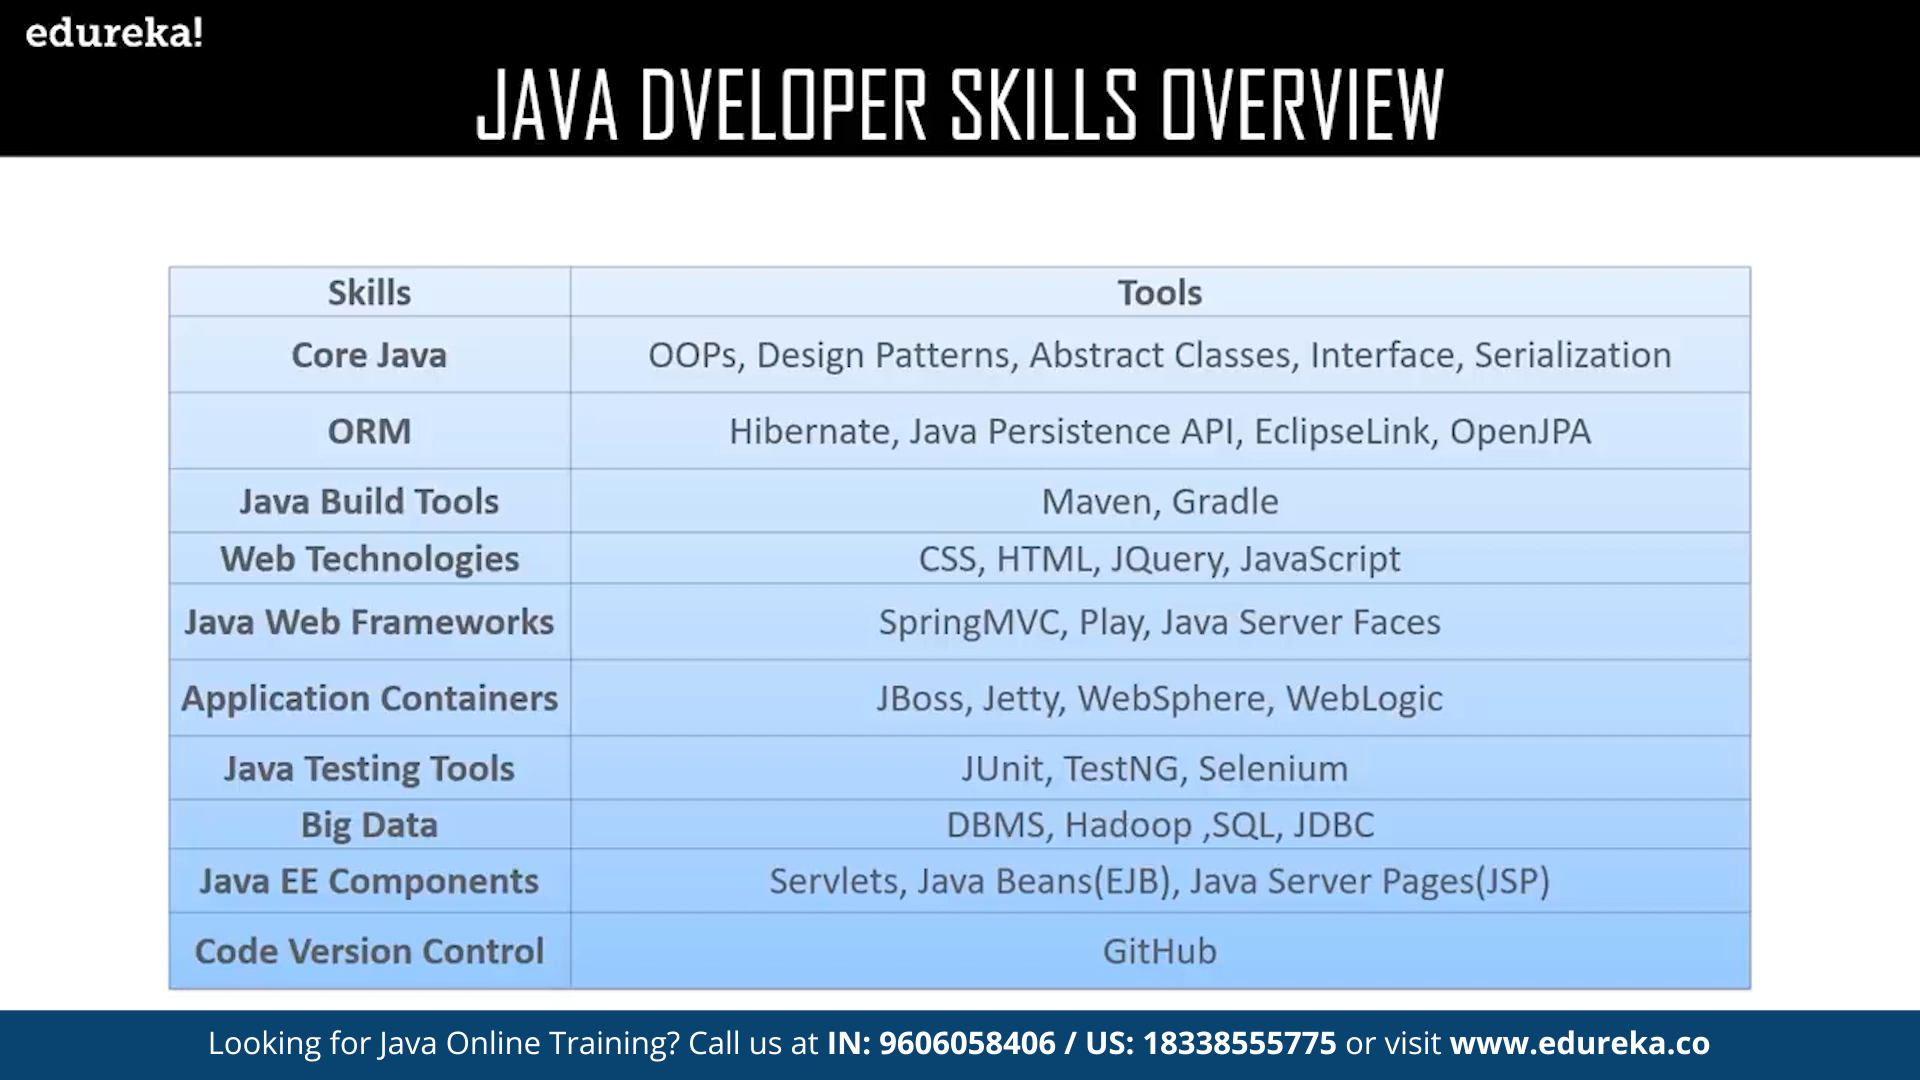 edureka!
JAVA DVELOPER SKILLS OVERVIEW
Skills Tools
Core Java OOPs, Design Patterns, Abstract Classes, Interface, Serialization
ORM Hibernate, Java Persistence API, EclipseLink, OpenJPA
Java Build Tools Maven, Gradle
Web Technologies CSS, HTML, JQuery, JavaScript
Java Web Frameworks SpringMVC, Play, Java Server Faces
Application Containers JBoss, Jetty, WebSphere, WebLogic
Java Testing Tools JUnit, TestNG, Selenium
Big Data DBMS, Hadoop ,SQL, JDBC
Java EE Components Servlets, Java Beans(EJB), Java Server Pages(JSP)
Code Version Control GitHub
Looking for Java Online Training? Call us at IN: 9606058406 / US: 18338555775 or visit www.edureka.co